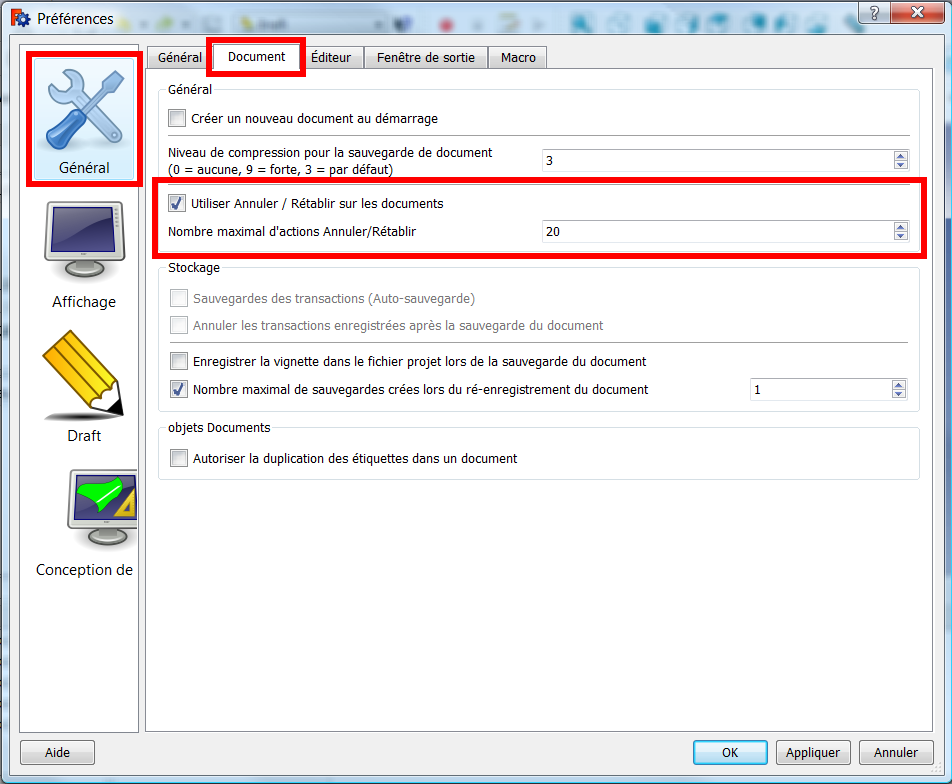 Préférences
Général
Affichage
Draft
Conception de
Général Document Éditeur Fenêtre de sortie Macro
Général
Créer un nouveau document au démarrage
Niveau de compression pour la sauvegarde de document
(0 = aucune, 9 = forte, 3 = par défaut)
3
Utiliser Annuler / Rétablir sur les documents
Nombre maximal d'actions Annuler/Rétablir
20
Stockage
Sauvegardes des transactions (Auto-sauvegarde)
Annuler les transactions enregistrées après la sauvegarde du document
Enregistrer la vignette dans le fichier projet lors de la sauvegarde du document
Nombre maximal de sauvegardes crées lors du ré-enregistrement du document
1
objets Documents
Autoriser la duplication des étiquettes dans un document
Aide OK Appliquer Annuler